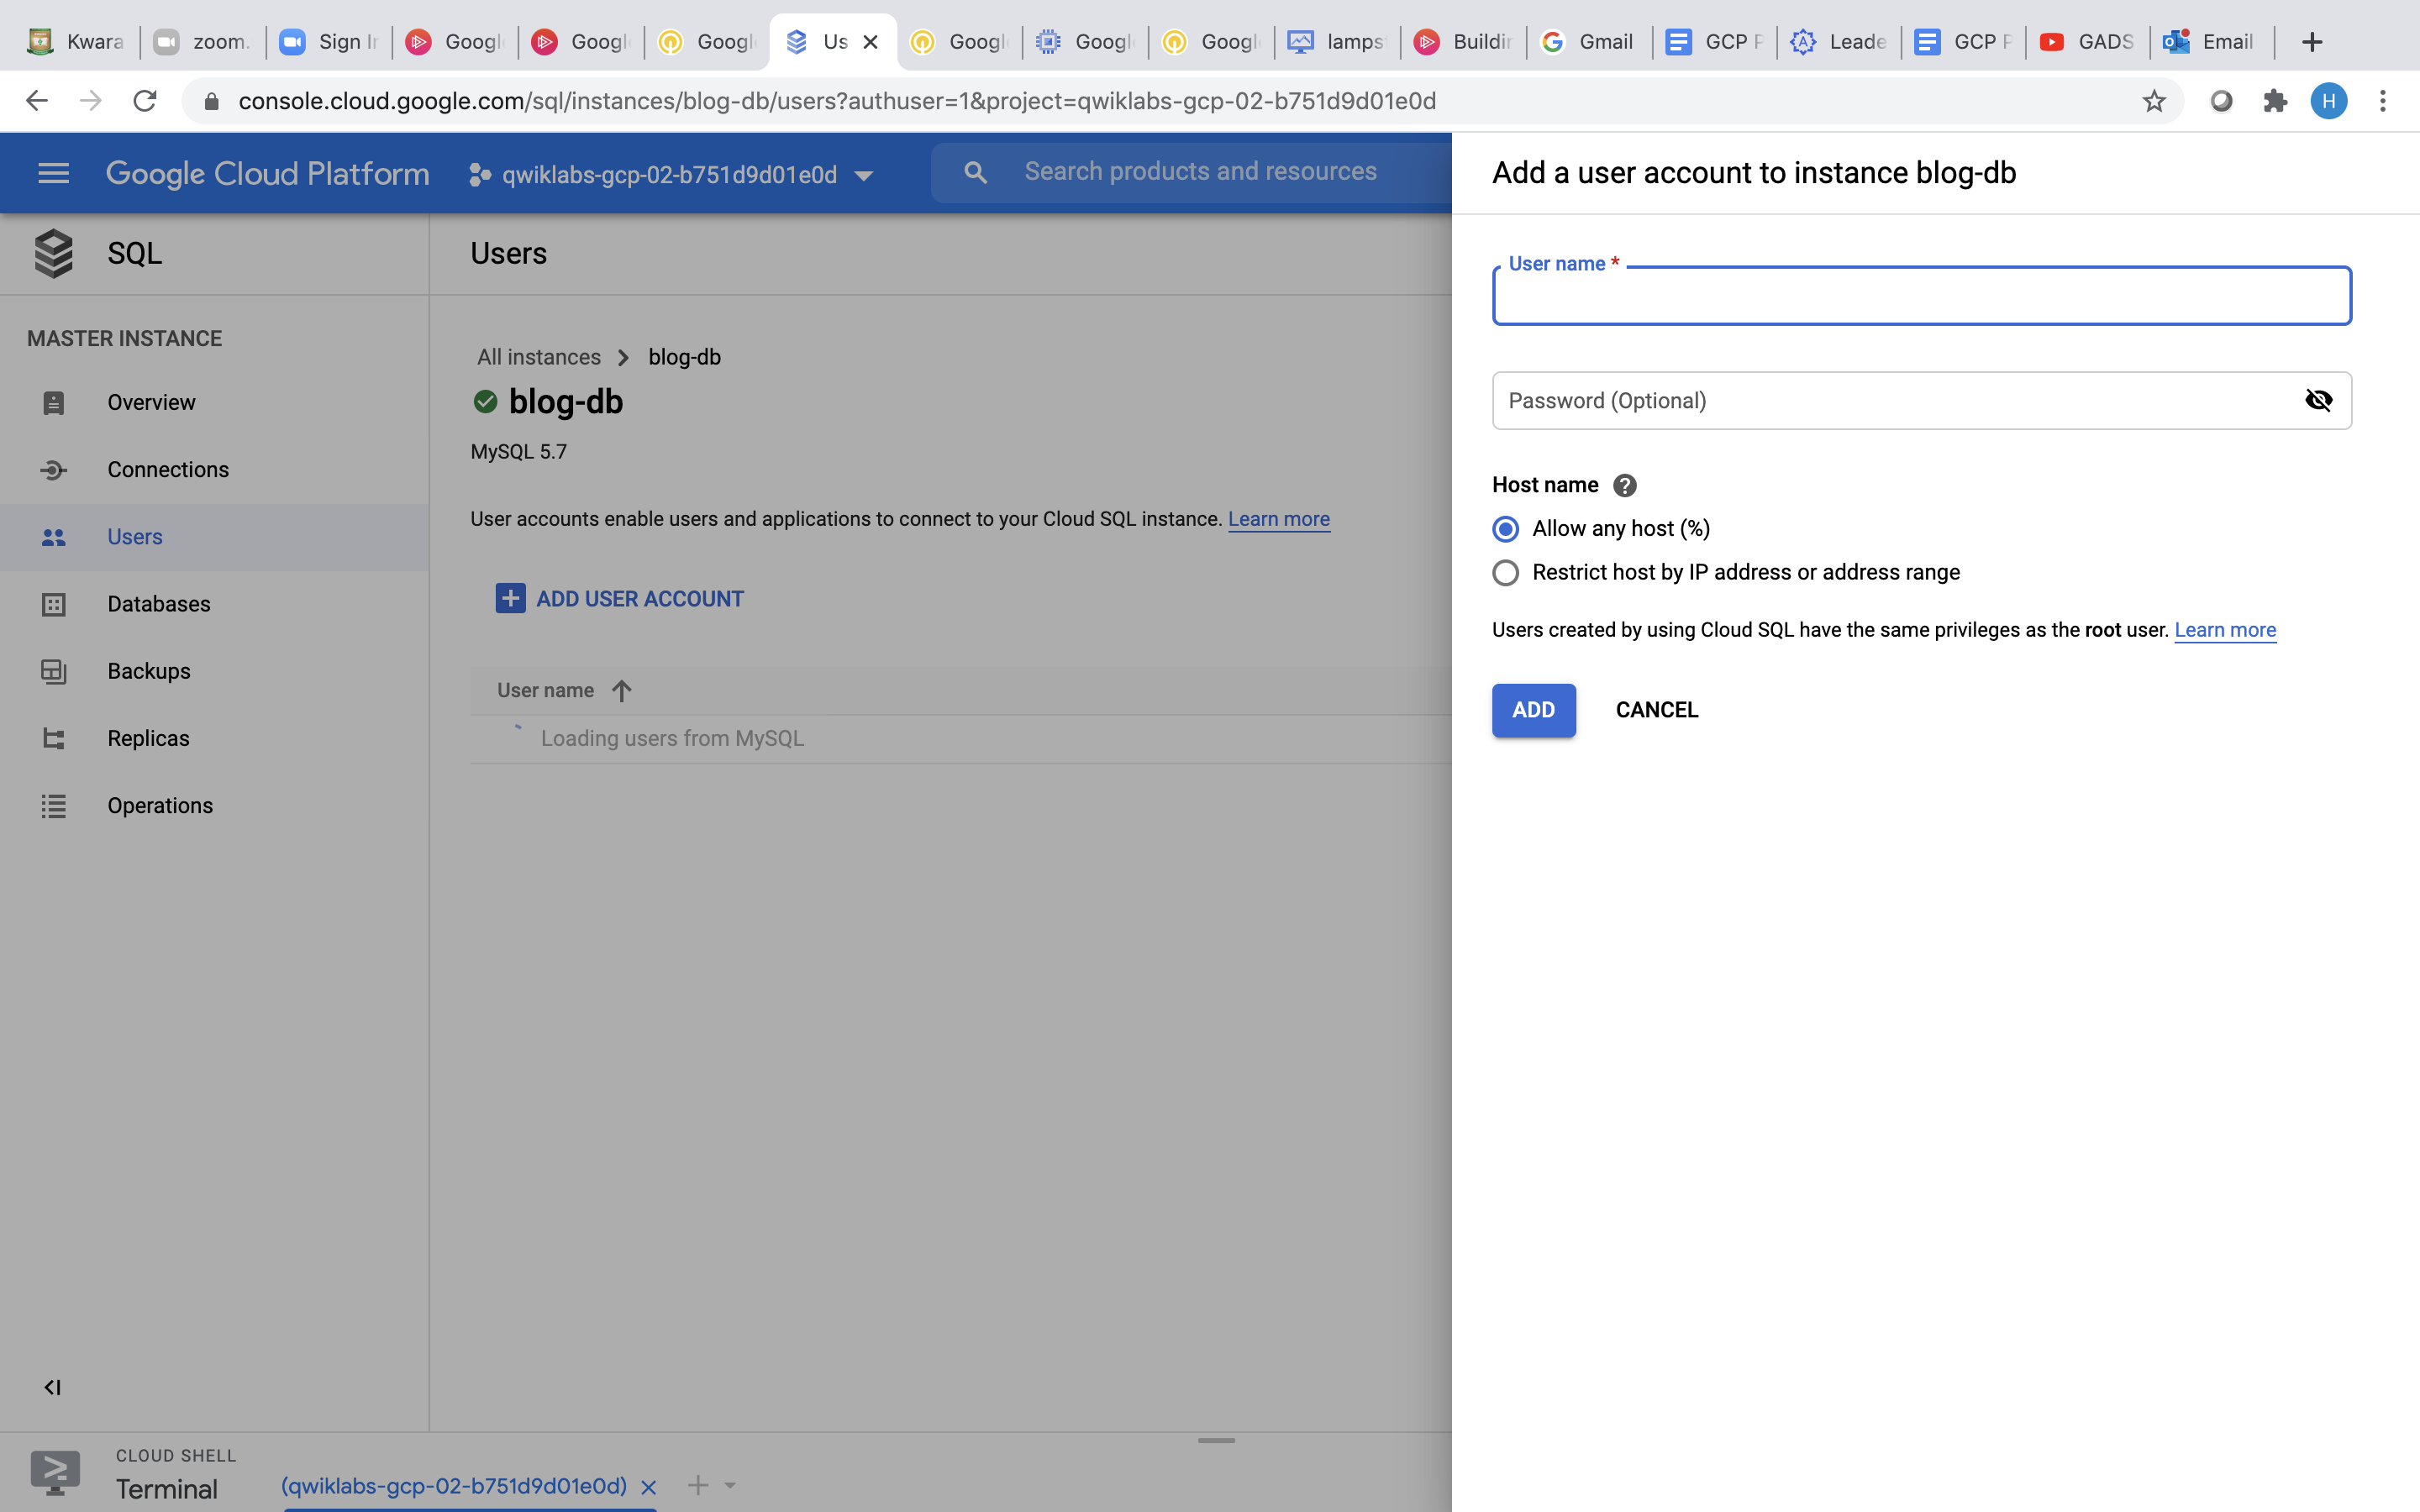 Kwara
zoom.
Sign In
Googl
Googl
Googl
Us
Googl
Googl
Googl
lamps
Buildin
Gmail
GCP P
Leade
GCP P
GADS
Email
console.cloud.google.com/sql/instances/blog-db/users?authuser=1&project=qwiklabs-gcp-02-b751d9d01e0d
H
Google Cloud Platform
qwiklabs-gcp-02-b751d9d01e0d
Search products and resources
SQL
MASTER INSTANCE
Overview
Connections
Users
Databases
Backups
Replicas
Operations
Users
All instances
blog-db
blog-db
MySQL 5.7
User accounts enable users and applications to connect to your Cloud SQL instance. Learn more
ADD USER ACCOUNT
User name
Loading users from MySQL
Add a user account to instance blog-db
User name *
Password (Optional)
Host name
Allow any host (%)
Restrict host by IP address or address range
Users created by using Cloud SQL have the same privileges as the root user. Learn more
ADD
CANCEL
CLOUD SHELL
Terminal
(qwiklabs-gcp-02-b751d9d01e0d)